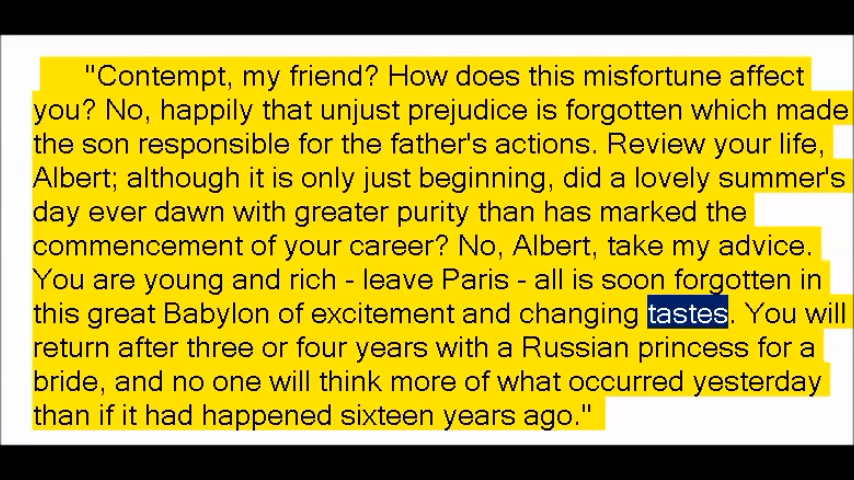 "Contempt, my friend? How does this misfortune affect
you? No, happily that unjust prejudice is forgotten which made
the son responsible for the father's actions. Review your life,
Albert; although it is only just beginning, did a lovely summer's
day ever dawn with greater purity than has marked the
commencement of your career? No, Albert, take my advice.
You are young and rich - leave Paris - all is soon forgotten in
this great Babylon of excitement and changing tastes. You will
return after three or four years with a Russian princess for a
bride, and no one will think more of what occurred yesterday
than if it had happened sixteen years ago."